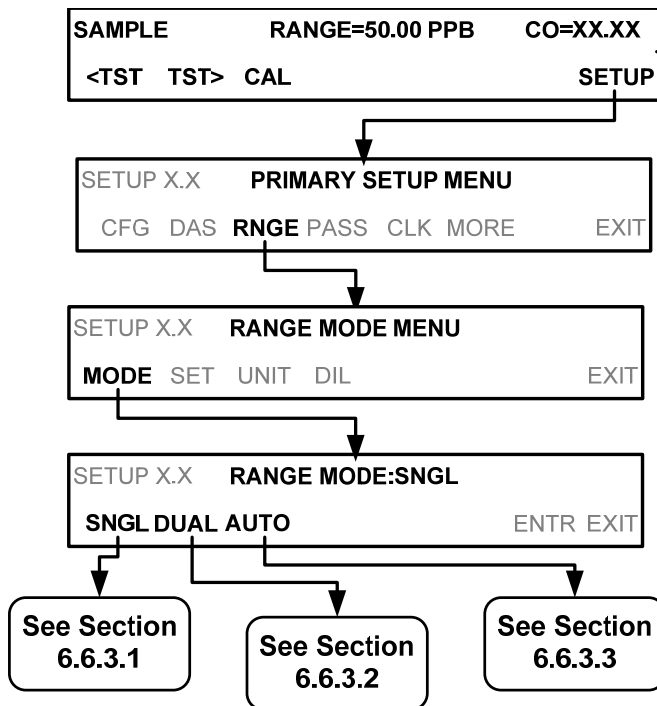 SAMPLE RANGE=50.00 PPB CO=XX.XX
<TST TST> CAL SETUP
SETUP X.X PRIMARY SETUP MENU
CFG DAS RNGE PASS CLK MORE EXIT
SETUP X.X RANGE MODE MENU
MODE SET UNIT DIL EXIT
SETUP X.X RANGE MODE:SNGL
SNGL DUAL AUTO ENTR EXIT
See Section
6.6.3.1
See Section
6.6.3.2
See Section
6.6.3.3